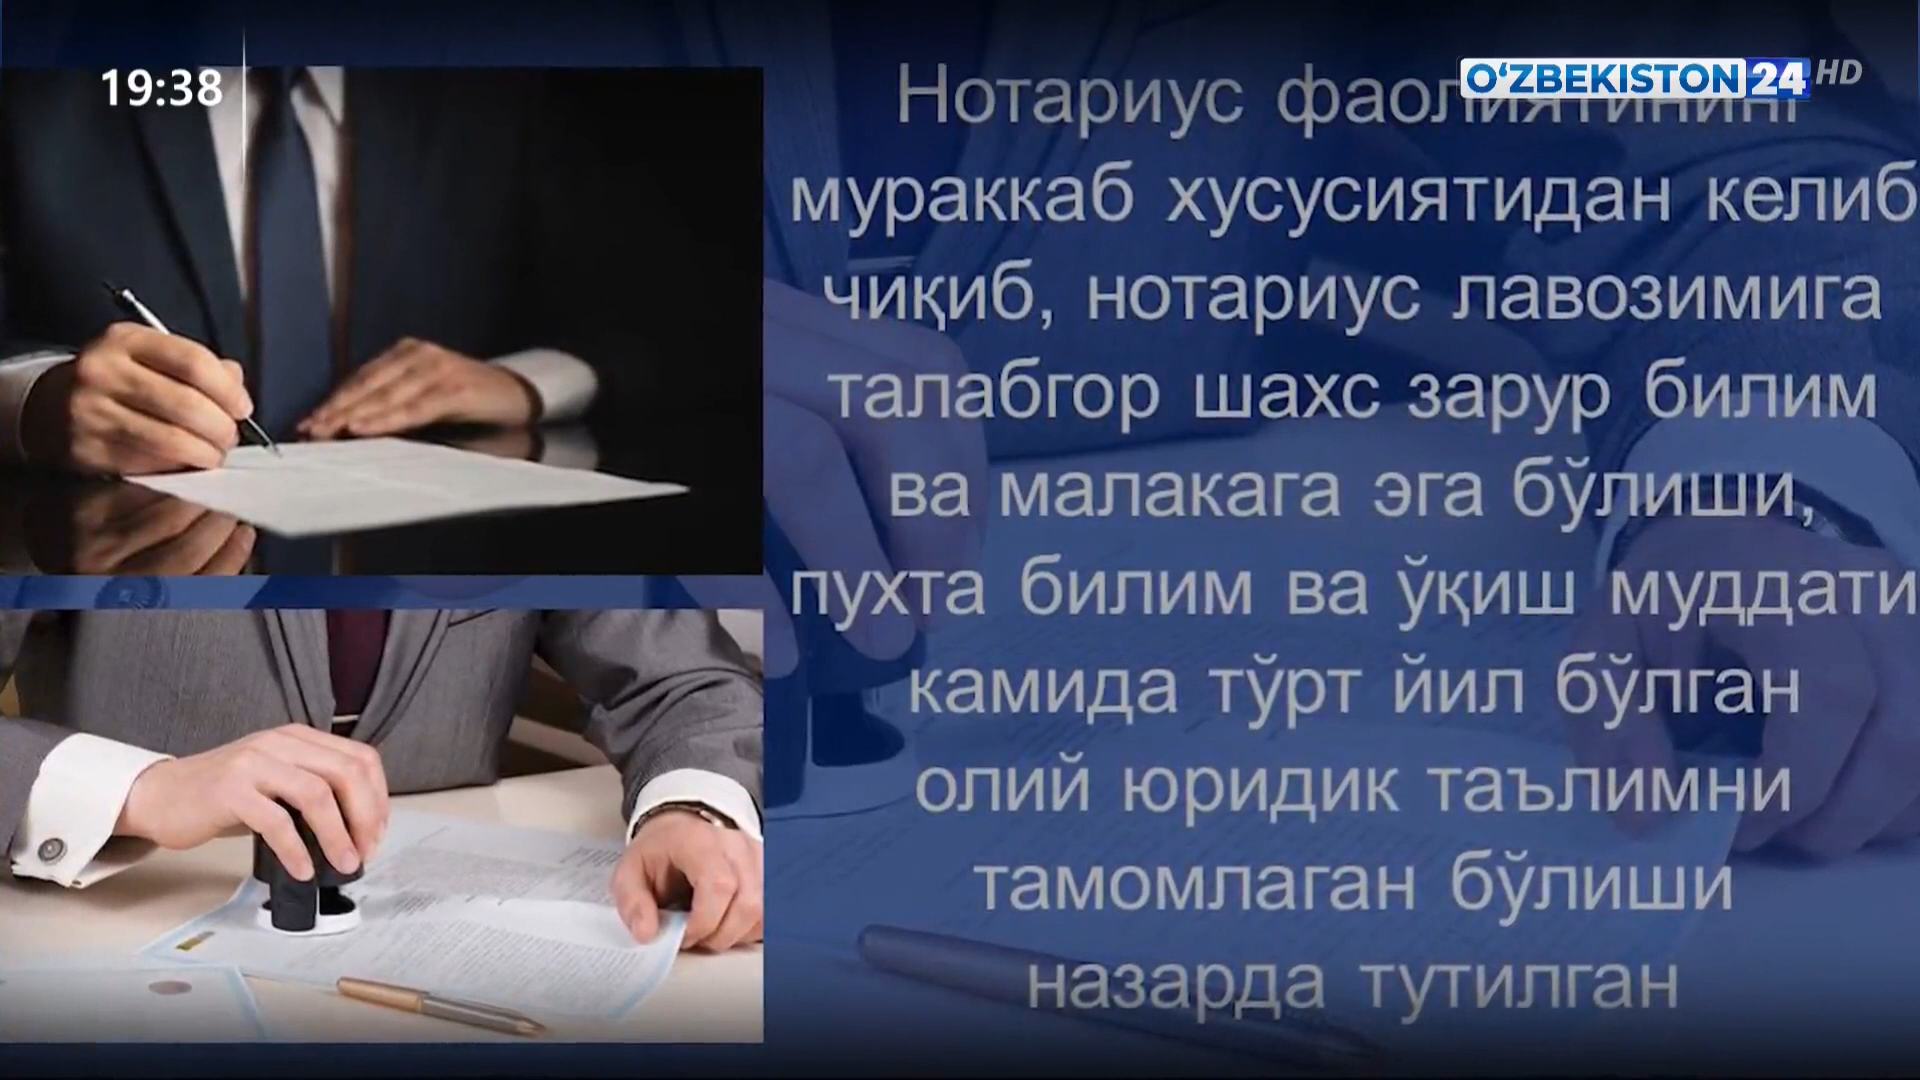 19:38
O‘ZBEKISTON 24 HD
Нотариус фаолиятининг
мураккаб хусусиятидан келиб
чиқиб, нотариус лавозимига
талабгор шахс зарур билим
ва малакага эга бўлиши,
пухта билим ва ўқиш муддати
камида тўрт йил бўлган
олий юридик таълимни
тамомлаган бўлиши
назарда тутилган